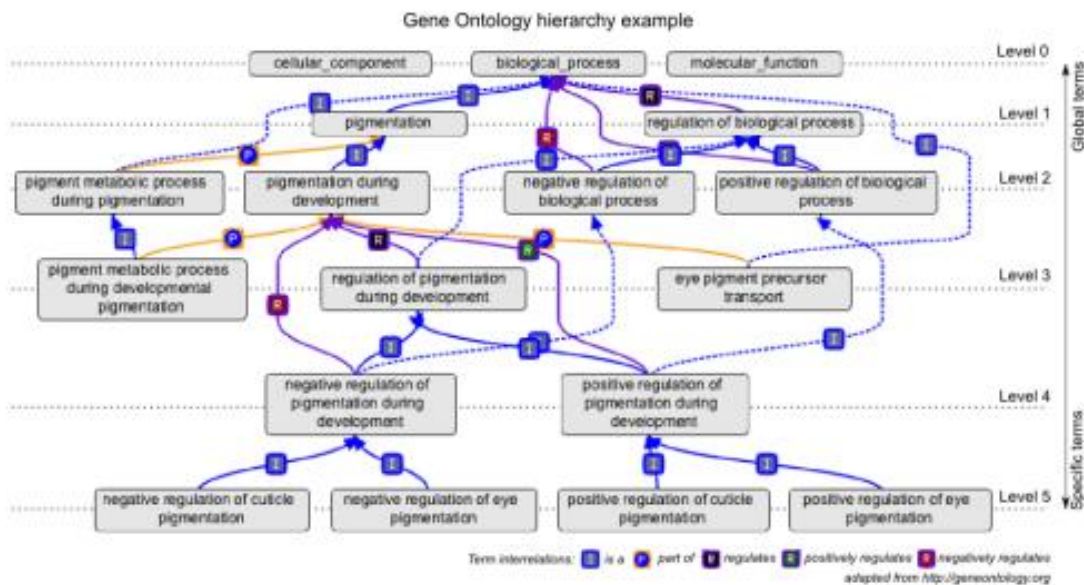 Gene Ontology hierarchy example
Level 0
cellular_component
biological_process
molecular_function
Global terms
I
I
R
pigmentation
regulation of biological process
Level 1
P
I
R
I
I
I
I
pigment metabolic process
during pigmentation
pigmentation during
development
negative regulation of
biological process
positive regulation of biological
process
Level 2
I
P
R
R
P
pigment metabolic process
during developmental
pigmentation
regulation of pigmentation
during development
eye pigment precursor
transport
Level 3
R
I
I
I
I
negative regulation of
pigmentation during
development
positive regulation of
pigmentation during
development
Level 4
I
I
I
I
negative regulation of cuticle
pigmentation
negative regulation of eye
pigmentation
positive regulation of cuticle
pigmentation
positive regulation of eye
pigmentation
Level 5
Specific terms
Term interrelations: I is a P part of R regulates R positively regulates R negatively regulates
adapted from http://geneontology.org